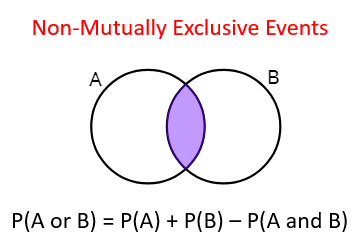 Non-Mutually Exclusive Events
A
B
P(A or B) = P(A) + P(B) – P(A and B)